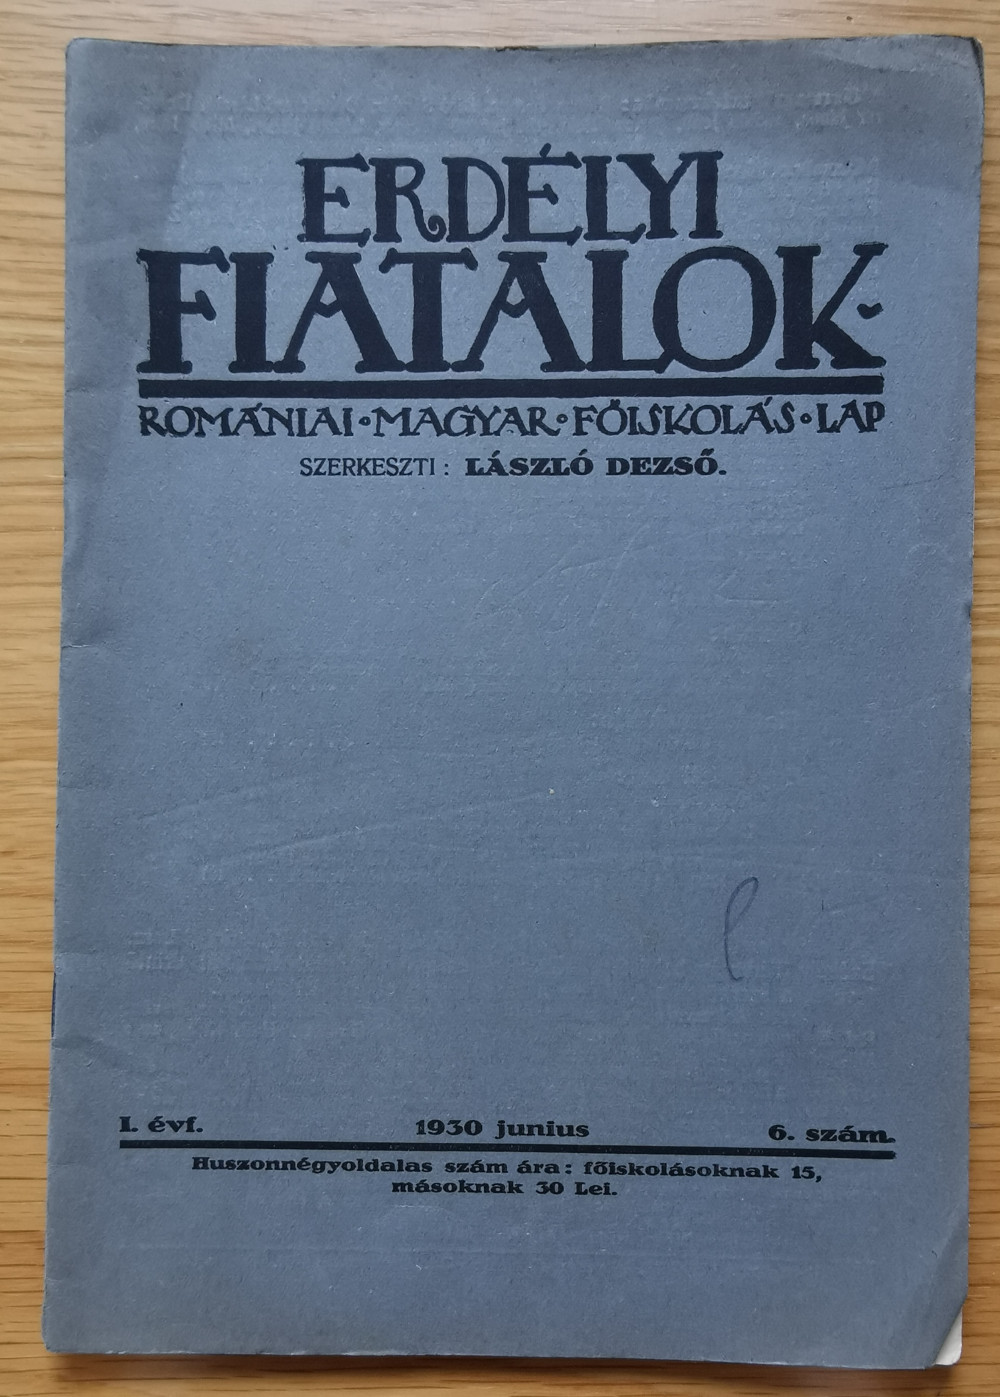 ERDÉLYI
FIATALOK
ROMÁNIAI • MAGYAR • FŐISKOLÁS • LAP
SZERKESZTI: LÁSZLÓ DEZSŐ.
I. évf. 1930 junius 6. szám.
Huszonnégyoldalas szám ára: főiskolásoknak 15,
másoknak 30 Lei.